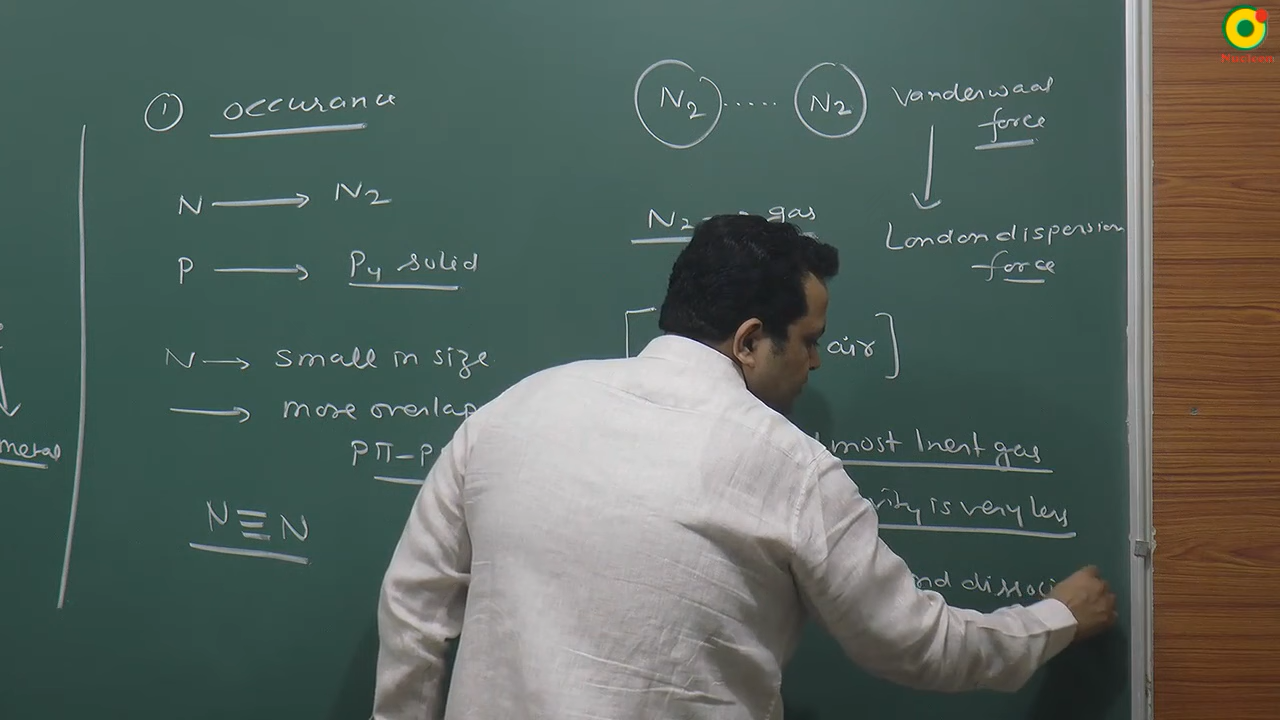 ① occurance
N → N2
P → P4 solid
N → small in size
→ more overlap
Pπ-P
N≡N
metal
N2 ..... N2 Vanderwaal
force
London dispersion
force
N2 gas
air]
most Inert gas
is very less
Nucleon